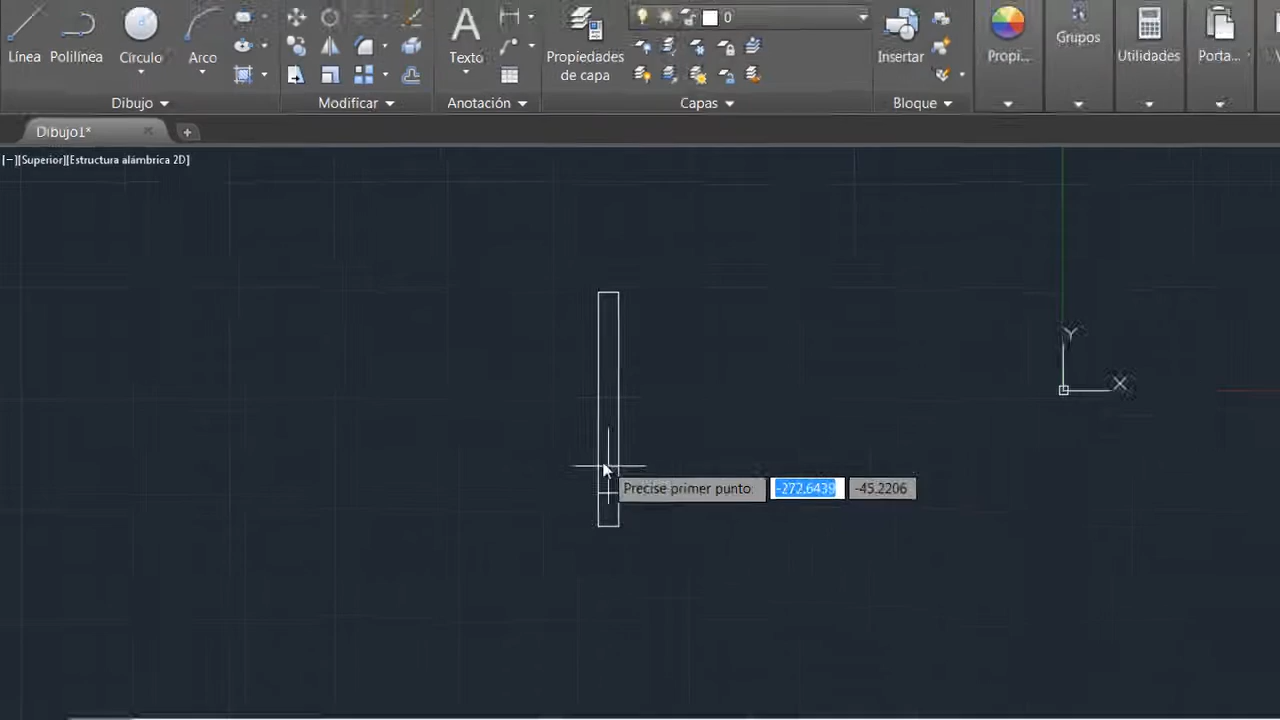 Línea
Polilínea
Círculo
Arco
Texto
Propiedades
de capa
0
Insertar
Propi...
Grupos
Utilidades
Porta...
Dibujo
Modificar
Anotación
Capas
Bloque
Dibujo1*
[−][Superior][Estructura alámbrica 2D]
Y
X
Precise primer punto: -272.6439 -45.2206